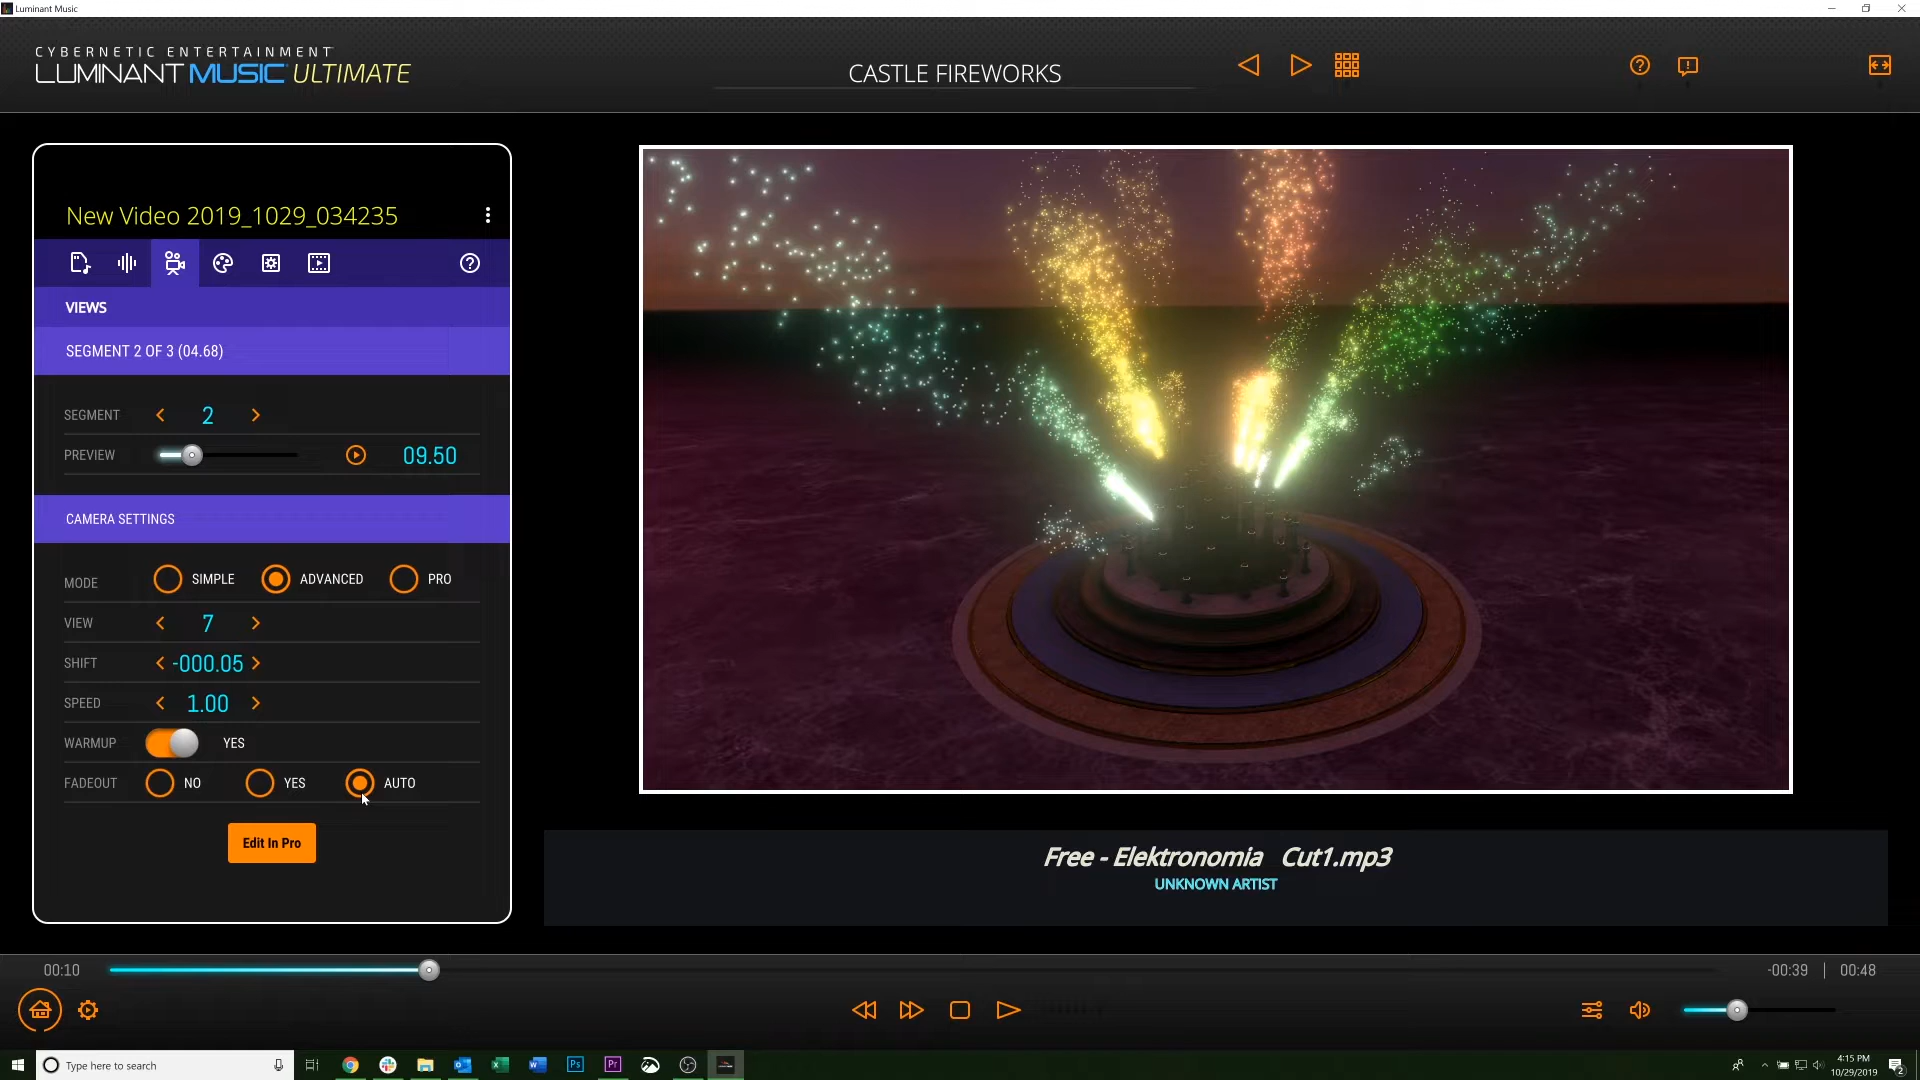 Luminant Music
CYBERNETIC ENTERTAINMENT
LUMINANT MUSIC ULTIMATE
CASTLE FIREWORKS
New Video 2019_1029_034235
VIEWS
SEGMENT 2 OF 3 (04.68)
SEGMENT 2
PREVIEW 09.50
CAMERA SETTINGS
MODE SIMPLE ADVANCED PRO
VIEW 7
SHIFT -000.05
SPEED 1.00
WARMUP YES
FADEOUT NO YES AUTO
Edit In Pro
Free - Elektronomia Cut1.mp3
UNKNOWN ARTIST
00:10 -00:39 | 00:48
Type here to search
Ps
Pr
4:15 PM
10/29/2019
2